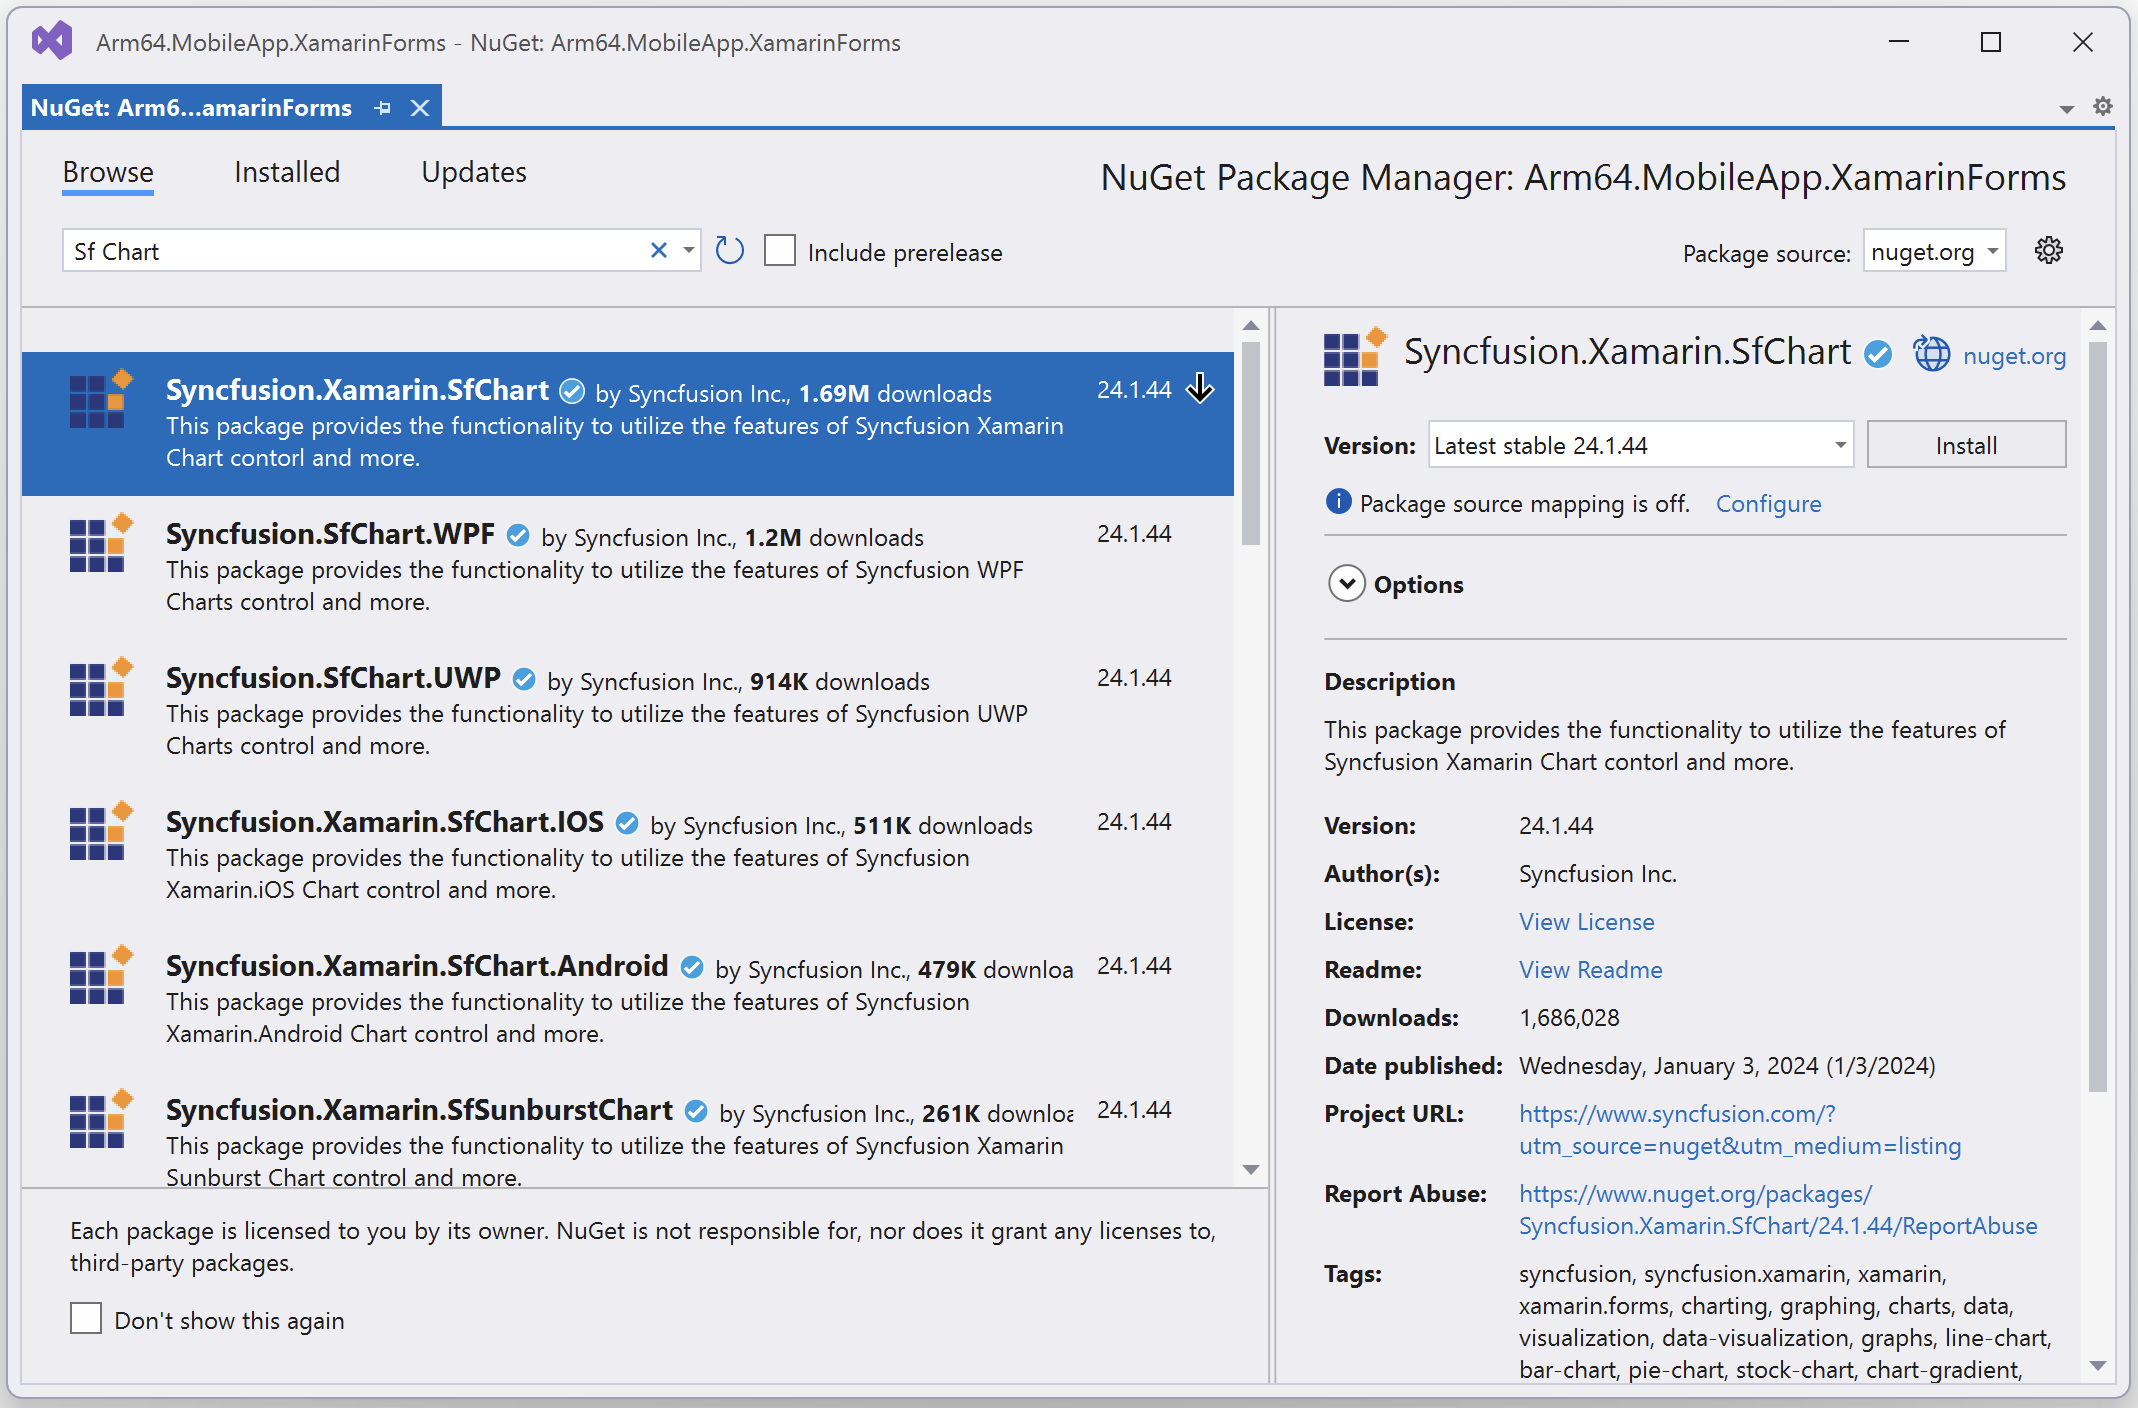 Arm64.MobileApp.XamarinForms - NuGet: Arm64.MobileApp.XamarinForms
NuGet: Arm6...amarinForms
Browse Installed Updates
NuGet Package Manager: Arm64.MobileApp.XamarinForms
Sf Chart
Include prerelease
Package source: nuget.org
Syncfusion.Xamarin.SfChart by Syncfusion Inc., 1.69M downloads 24.1.44
This package provides the functionality to utilize the features of Syncfusion Xamarin
Chart contorl and more.
Syncfusion.SfChart.WPF by Syncfusion Inc., 1.2M downloads 24.1.44
This package provides the functionality to utilize the features of Syncfusion WPF
Charts control and more.
Syncfusion.SfChart.UWP by Syncfusion Inc., 914K downloads 24.1.44
This package provides the functionality to utilize the features of Syncfusion UWP
Charts control and more.
Syncfusion.Xamarin.SfChart.IOS by Syncfusion Inc., 511K downloads 24.1.44
This package provides the functionality to utilize the features of Syncfusion
Xamarin.iOS Chart control and more.
Syncfusion.Xamarin.SfChart.Android by Syncfusion Inc., 479K downloa 24.1.44
This package provides the functionality to utilize the features of Syncfusion
Xamarin.Android Chart control and more.
Syncfusion.Xamarin.SfSunburstChart by Syncfusion Inc., 261K downloa 24.1.44
This package provides the functionality to utilize the features of Syncfusion Xamarin
Sunburst Chart control and more.
Each package is licensed to you by its owner. NuGet is not responsible for, nor does it grant any licenses to,
third-party packages.
Don't show this again
Syncfusion.Xamarin.SfChart nuget.org
Version: Latest stable 24.1.44 Install
Package source mapping is off. Configure
Options
Description
This package provides the functionality to utilize the features of
Syncfusion Xamarin Chart contorl and more.
Version: 24.1.44
Author(s): Syncfusion Inc.
License: View License
Readme: View Readme
Downloads: 1,686,028
Date published: Wednesday, January 3, 2024 (1/3/2024)
Project URL: https://www.syncfusion.com/?
utm_source=nuget&utm_medium=listing
Report Abuse: https://www.nuget.org/packages/
Syncfusion.Xamarin.SfChart/24.1.44/ReportAbuse
Tags: syncfusion, syncfusion.xamarin, xamarin,
xamarin.forms, charting, graphing, charts, data,
visualization, data-visualization, graphs, line-chart,
bar-chart, pie-chart, stock-chart, chart-gradient,